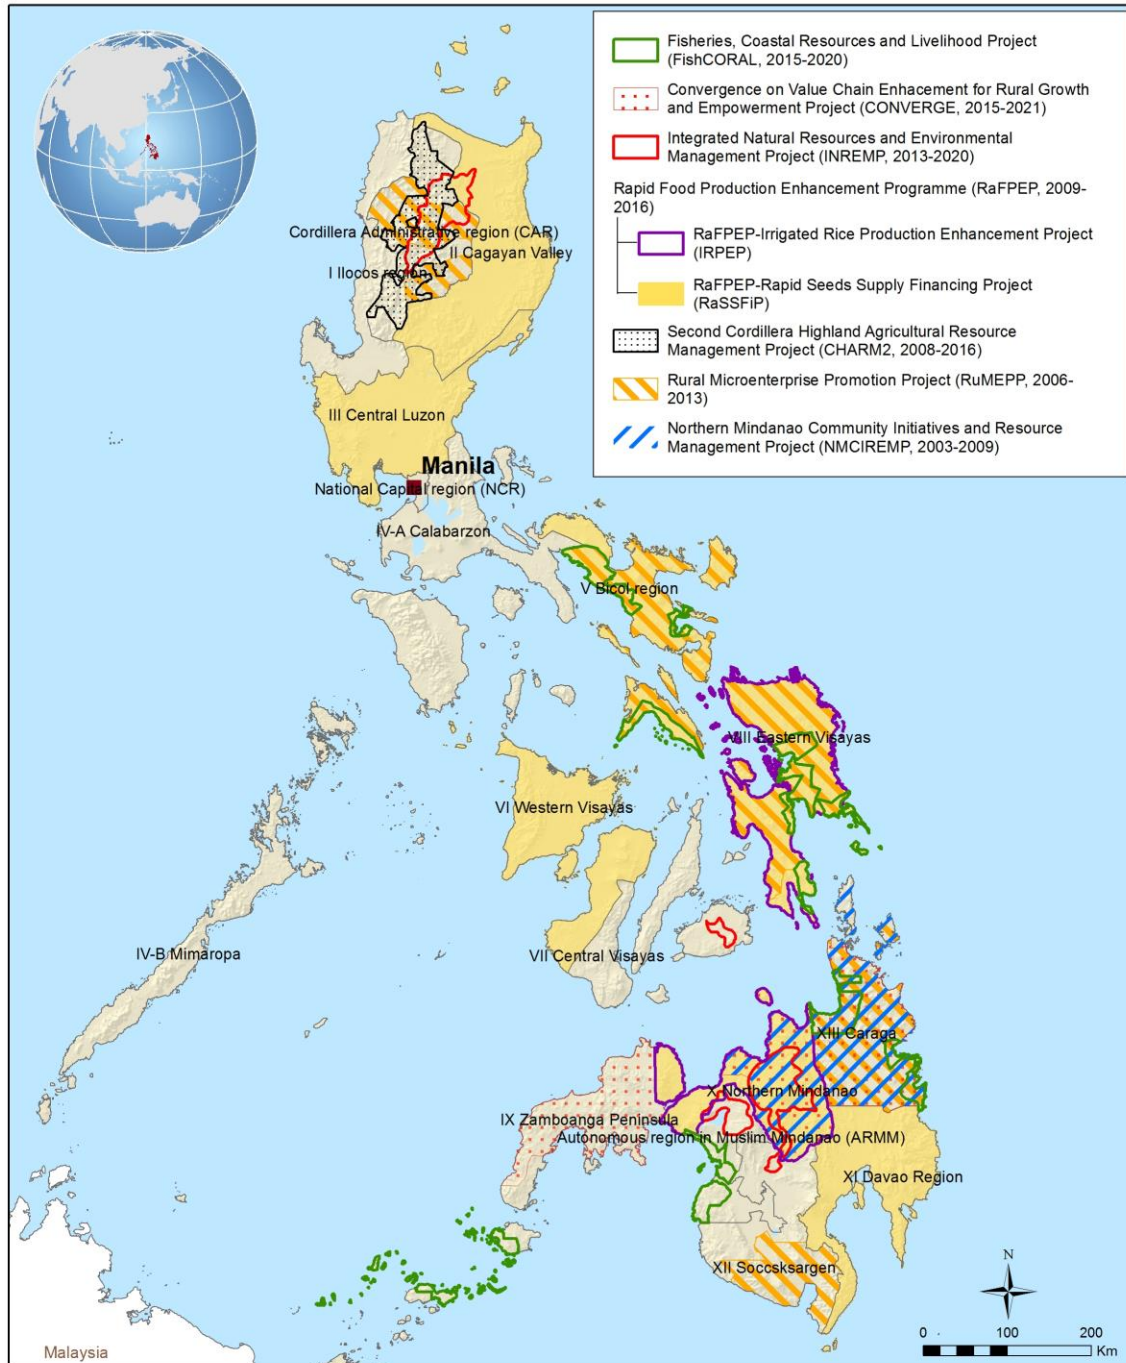 Fisheries, Coastal Resources and Livelihood Project
(FishCORAL, 2015-2020)
Convergence on Value Chain Enhacement for Rural Growth
and Empowerment Project (CONVERGE, 2015-2021)
Integrated Natural Resources and Environmental
Management Project (INREMP, 2013-2020)
Rapid Food Production Enhancement Programme (RaFPEP, 2009-
2016)
RaFPEP-Irrigated Rice Production Enhancement Project
(IRPEP)
RaFPEP-Rapid Seeds Supply Financing Project
(RaSSFiP)
Second Cordillera Highland Agricultural Resource
Management Project (CHARM2, 2008-2016)
Rural Microenterprise Promotion Project (RuMEPP, 2006-
2013)
Northern Mindanao Community Initiatives and Resource
Management Project (NMCIREMP, 2003-2009)
Cordillera Administrative region (CAR)
II Cagayan Valley
I Ilocos region
III Central Luzon
Manila
National Capital region (NCR)
IV-A Calabarzon
V Bicol region
VIII Eastern Visayas
VI Western Visayas
IV-B Mimaropa
VII Central Visayas
XIII Caraga
X Northern Mindanao
IX Zamboanga Peninsula
Autonomous region in Muslim Mindanao (ARMM)
XI Davao Region
XII Soccsksargen
N
0 100 200
Km
Malaysia